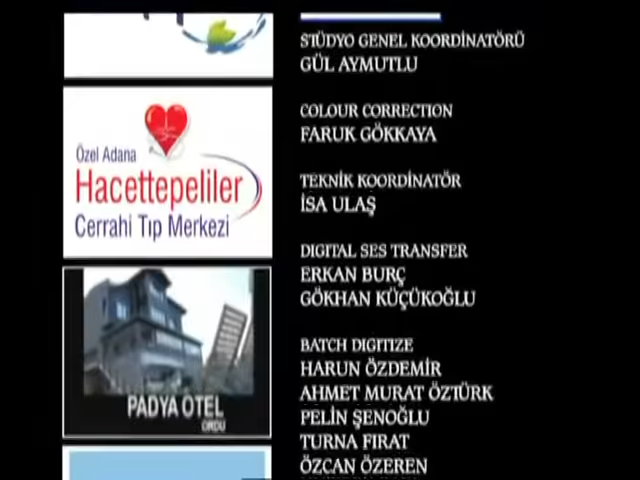 Özel Adana
Hacettepeliler
Cerrahi Tıp Merkezi
PADYA OTEL
ORDU
STÜDYO GENEL KOORDİNATÖRÜ
GÜL AYMUTLU
COLOUR CORRECTION
FARUK GÖKKAYA
TEKNİK KOORDİNATÖR
İSA ULAŞ
DIGITAL SES TRANSFER
ERKAN BURÇ
GÖKHAN KÜÇÜKOĞLU
BATCH DIGITIZE
HARUN ÖZDEMİR
AHMET MURAT ÖZTÜRK
PELİN ŞENOĞLU
TURNA FIRAT
ÖZCAN ÖZEREN